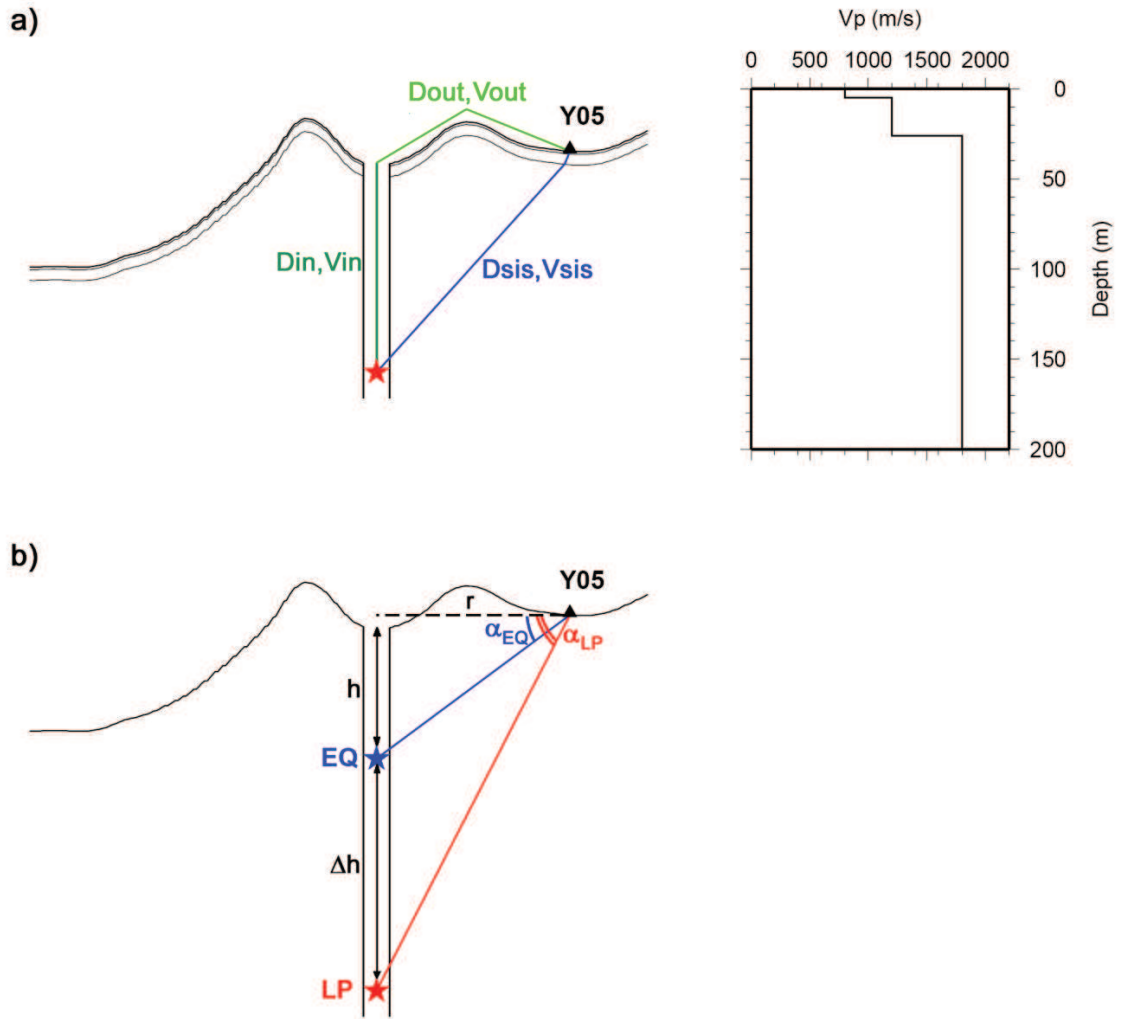 a)
Vp (m/s)
0 500 1000 1500 2000
Dout,Vout
Y05
Din,Vin
Dsis,Vsis
0
50
100
150
200
Depth (m)
b)
Y05
r
αEQ
αLP
h
EQ
Δh
LP